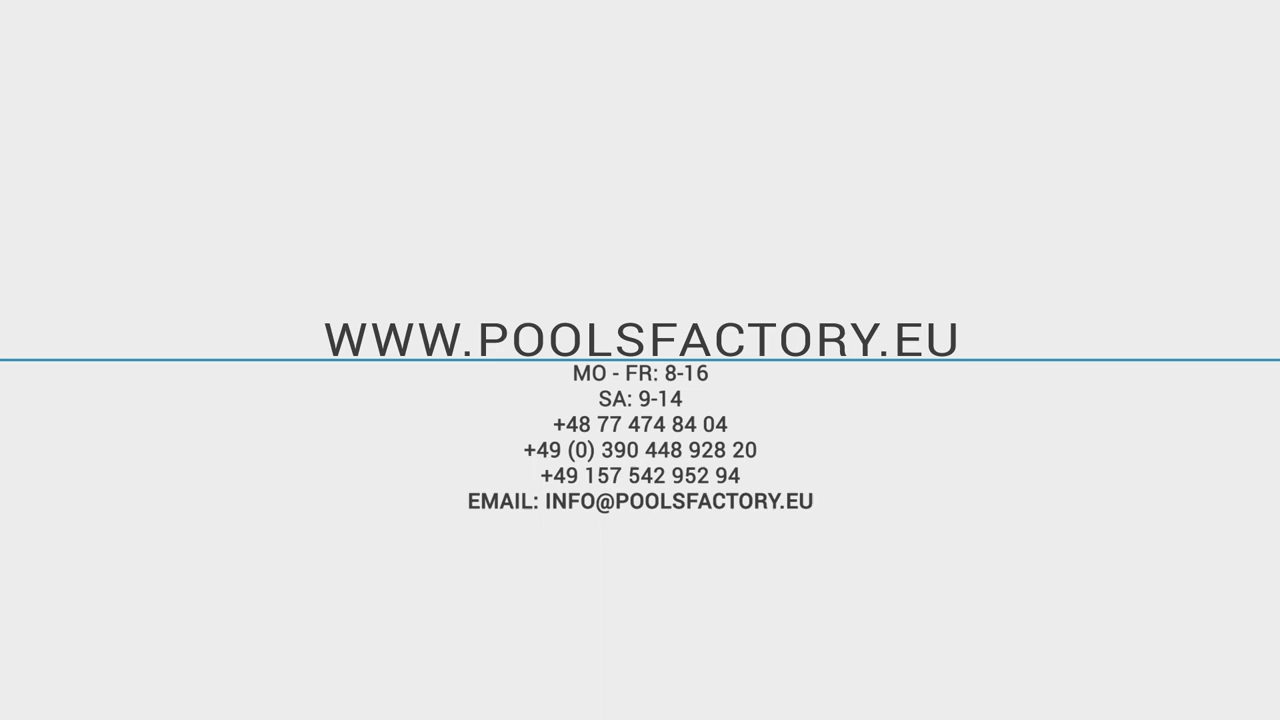 WWW.POOLSFACTORY.EU
MO - FR: 8-16
SA: 9-14
+48 77 474 84 04
+49 (0) 390 448 928 20
+49 157 542 952 94
EMAIL: INFO@POOLSFACTORY.EU